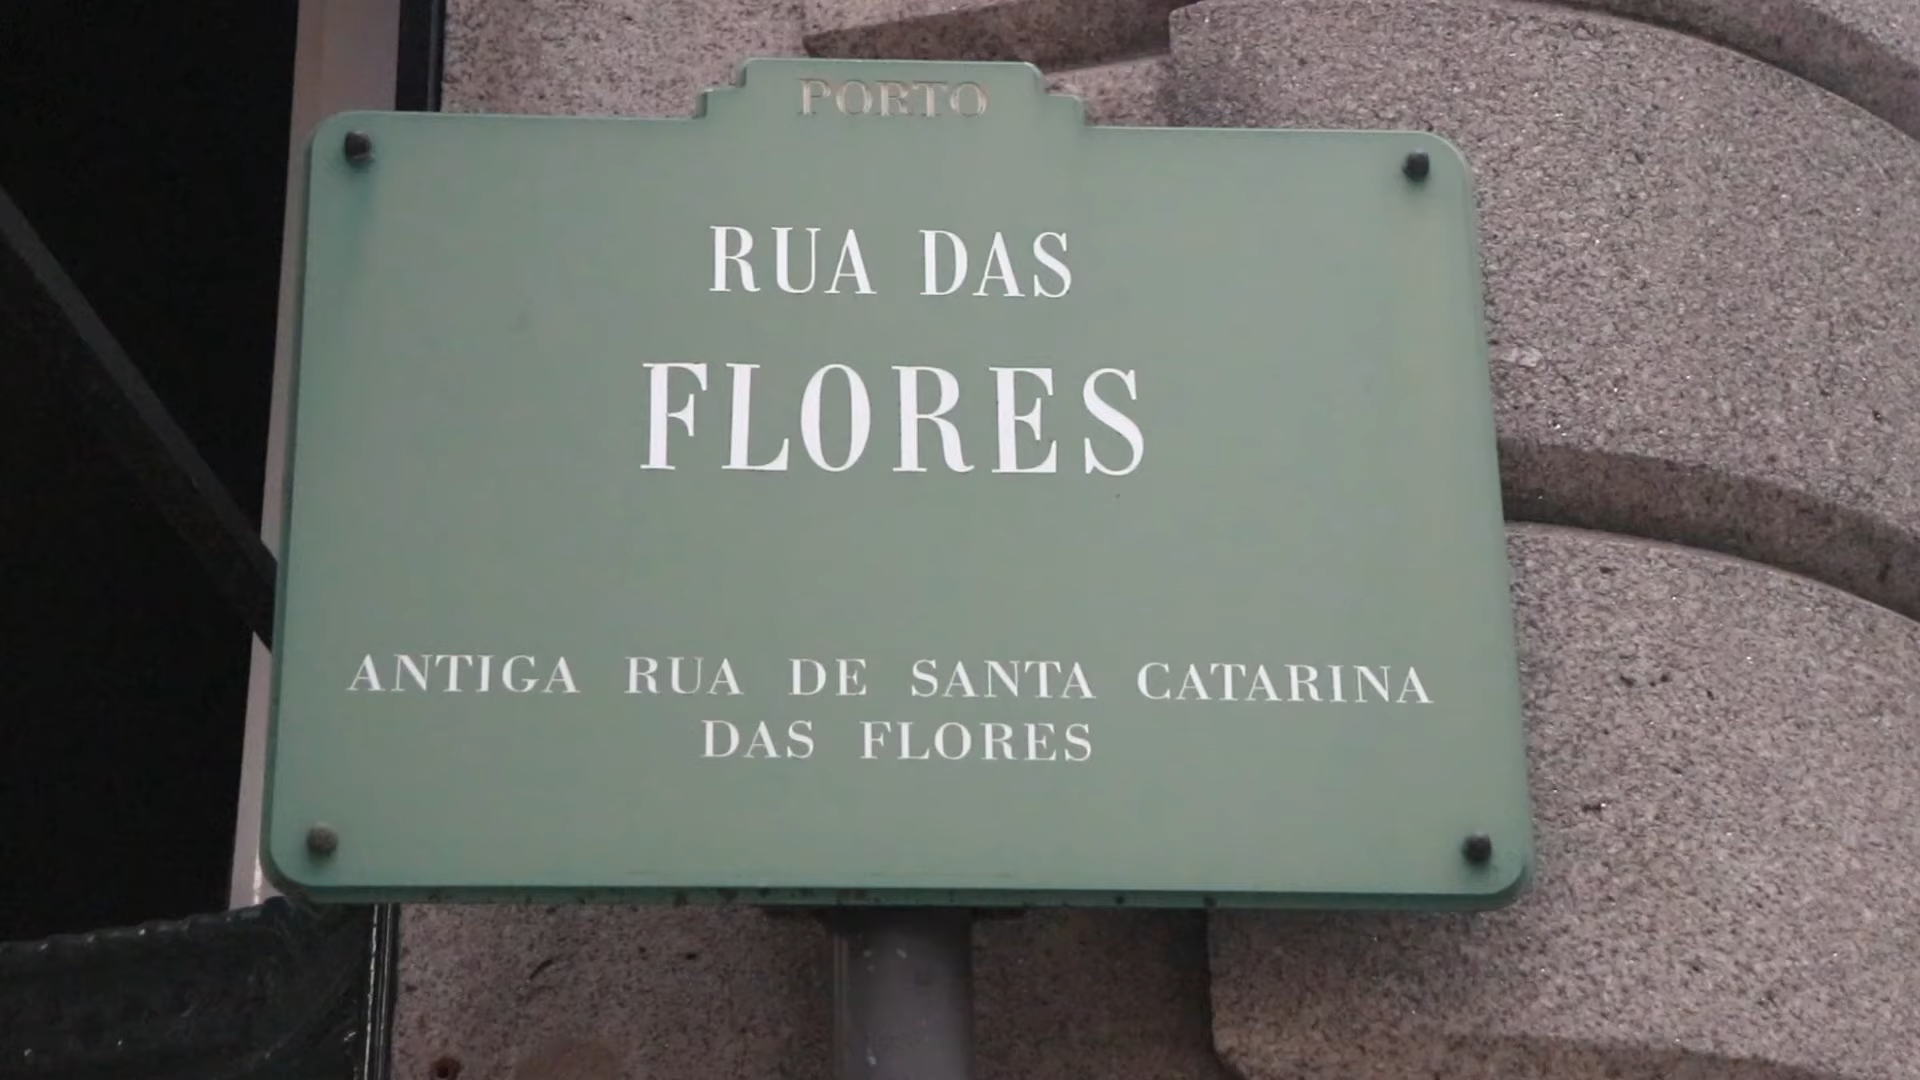 PORTO
RUA DAS
FLORES
ANTIGA RUA DE SANTA CATARINA
DAS FLORES